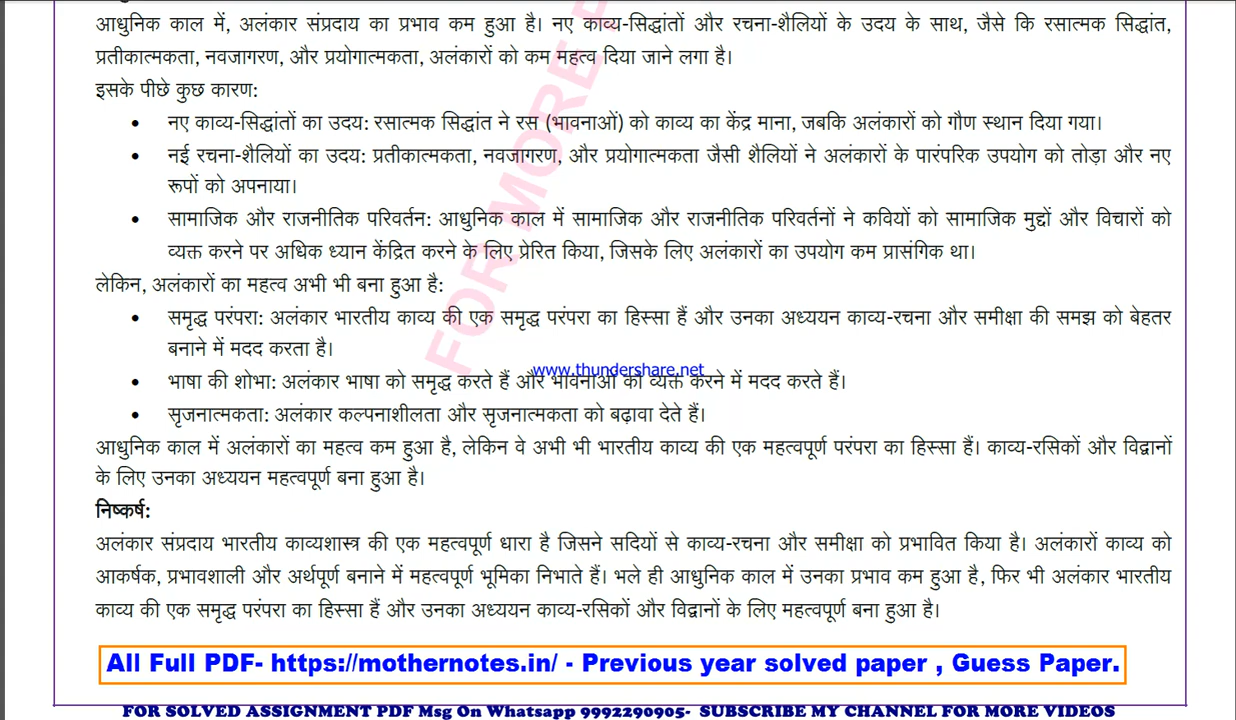 आधुनिक काल में, अलंकार संप्रदाय का प्रभाव कम हुआ है। नए काव्य-सिद्धांतों और रचना-शैलियों के उदय के साथ, जैसे कि रसात्मक सिद्धांत,
प्रतीकात्मकता, नवजागरण, और प्रयोगात्मकता, अलंकारों को कम महत्व दिया जाने लगा है।
इसके पीछे कुछ कारण:
• नए काव्य-सिद्धांतों का उदय: रसात्मक सिद्धांत ने रस (भावनाओं) को काव्य का केंद्र माना, जबकि अलंकारों को गौण स्थान दिया गया।
• नई रचना-शैलियों का उदय: प्रतीकात्मकता, नवजागरण, और प्रयोगात्मकता जैसी शैलियों ने अलंकारों के पारंपरिक उपयोग को तोड़ा और नए
रूपों को अपनाया।
• सामाजिक और राजनीतिक परिवर्तन: आधुनिक काल में सामाजिक और राजनीतिक परिवर्तनों ने कवियों को सामाजिक मुद्दों और विचारों को
व्यक्त करने पर अधिक ध्यान केंद्रित करने के लिए प्रेरित किया, जिसके लिए अलंकारों का उपयोग कम प्रासंगिक था।
लेकिन, अलंकारों का महत्व अभी भी बना हुआ है:
• समृद्ध परंपरा: अलंकार भारतीय काव्य की एक समृद्ध परंपरा का हिस्सा हैं और उनका अध्ययन काव्य-रचना और समीक्षा की समझ को बेहतर
बनाने में मदद करता है।
www.thundershare.net
• भाषा की शोभा: अलंकार भाषा को समृद्ध करते हैं और भावनाओं को व्यक्त करने में मदद करते हैं।
• सृजनात्मकता: अलंकार कल्पनाशीलता और सृजनात्मकता को बढ़ावा देते हैं।
आधुनिक काल में अलंकारों का महत्व कम हुआ है, लेकिन वे अभी भी भारतीय काव्य की एक महत्वपूर्ण परंपरा का हिस्सा हैं। काव्य-रसिकों और विद्वानों
के लिए उनका अध्ययन महत्वपूर्ण बना हुआ है।
निष्कर्ष:
अलंकार संप्रदाय भारतीय काव्यशास्त्र की एक महत्वपूर्ण धारा है जिसने सदियों से काव्य-रचना और समीक्षा को प्रभावित किया है। अलंकारों काव्य को
आकर्षक, प्रभावशाली और अर्थपूर्ण बनाने में महत्वपूर्ण भूमिका निभाते हैं। भले ही आधुनिक काल में उनका प्रभाव कम हुआ है, फिर भी अलंकार भारतीय
काव्य की एक समृद्ध परंपरा का हिस्सा हैं और उनका अध्ययन काव्य-रसिकों और विद्वानों के लिए महत्वपूर्ण बना हुआ है।
FOR MORE
All Full PDF- https://mothernotes.in/ - Previous year solved paper , Guess Paper.
FOR SOLVED ASSIGNMENT PDF Msg On Whatsapp 9992290905- SUBSCRIBE MY CHANNEL FOR MORE VIDEOS